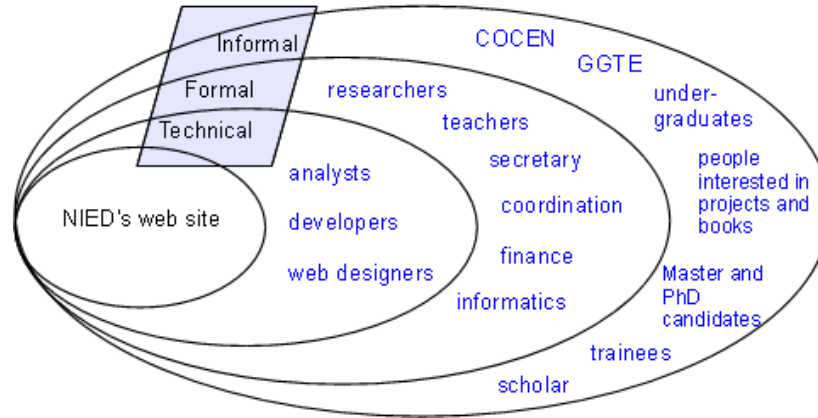 Informal
Formal
Technical
NIED's web site
analysts
developers
web designers
researchers
teachers
secretary
coordination
finance
informatics
COCEN
GGTE
under-
graduates
people
interested in
projects and
books
Master and
PhD
candidates
trainees
scholar